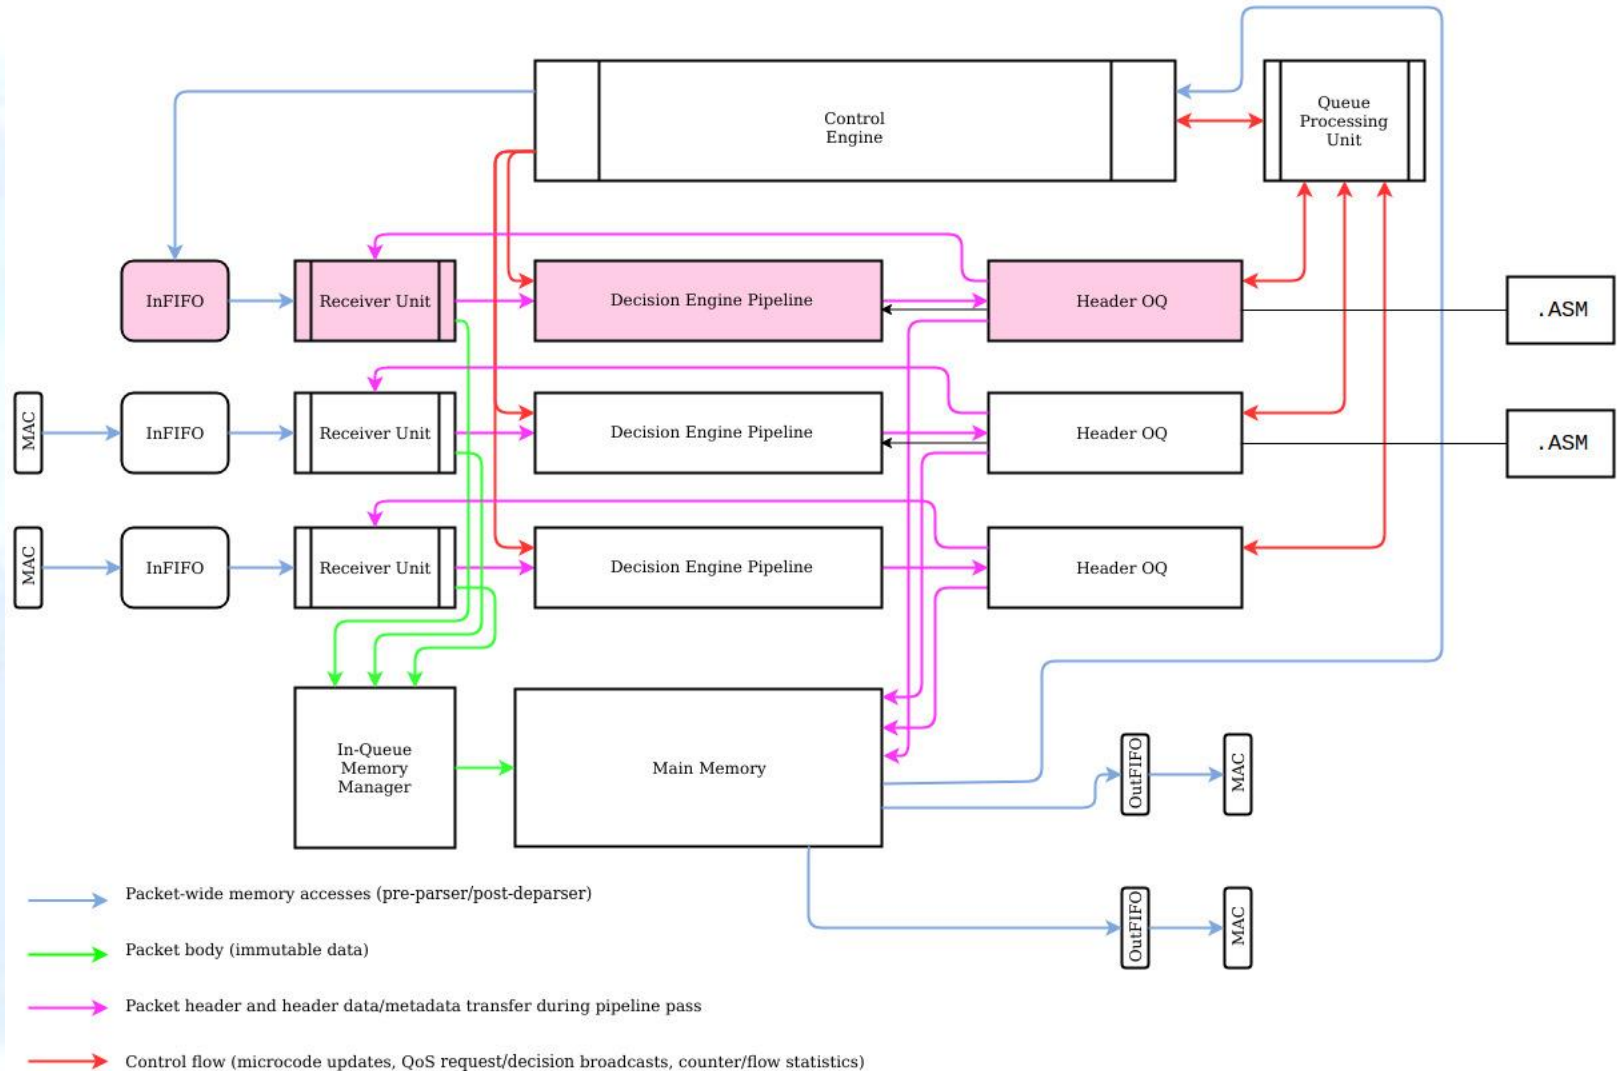 Control
Engine
Queue
Processing
Unit
InFIFO
Receiver Unit
Decision Engine Pipeline
Header OQ
.ASM
MAC
InFIFO
Receiver Unit
Decision Engine Pipeline
Header OQ
.ASM
MAC
InFIFO
Receiver Unit
Decision Engine Pipeline
Header OQ
In-Queue
Memory
Manager
Main Memory
OutFIFO
MAC
OutFIFO
MAC
Packet-wide memory accesses (pre-parser/post-deparser)
Packet body (immutable data)
Packet header and header data/metadata transfer during pipeline pass
Control flow (microcode updates, QoS request/decision broadcasts, counter/flow statistics)